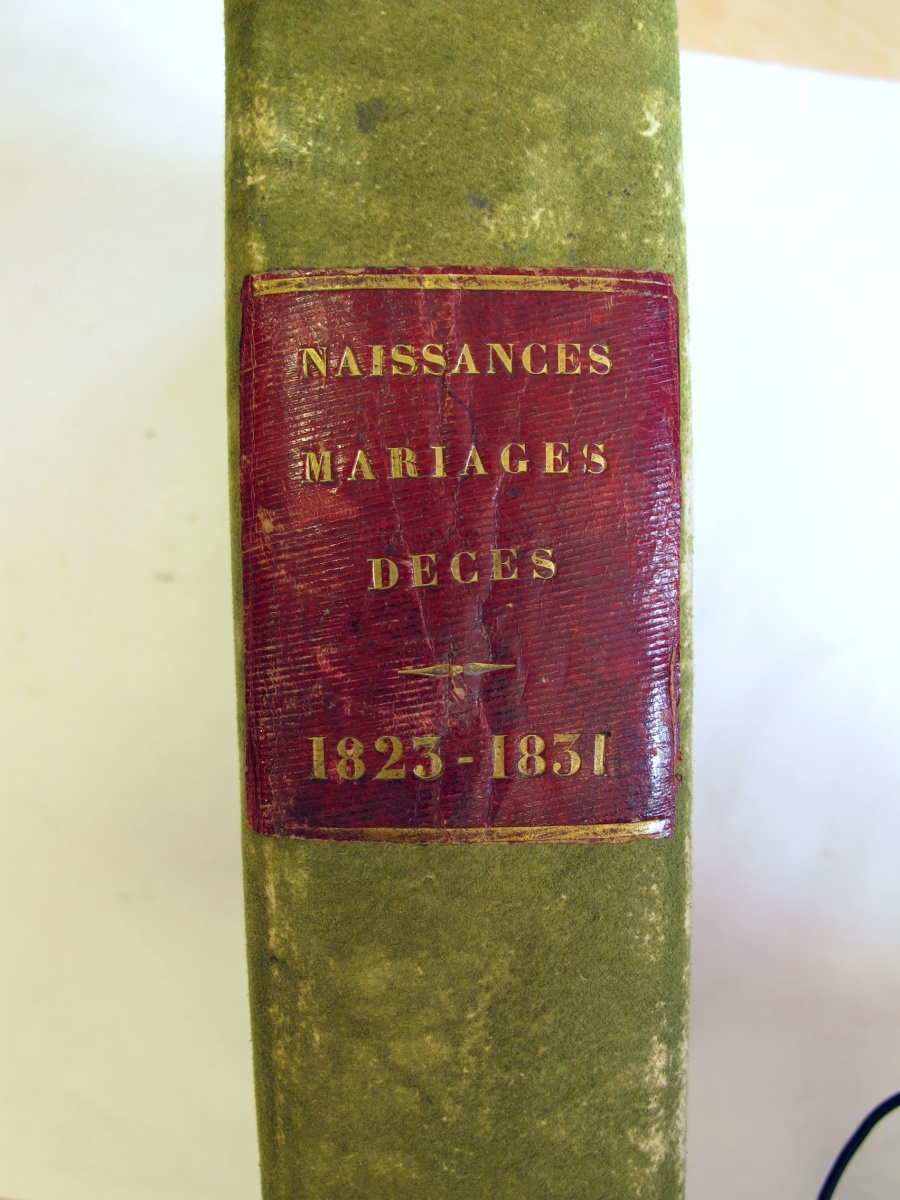 NAISSANCES
MARIAGES
DECES
1823-1831